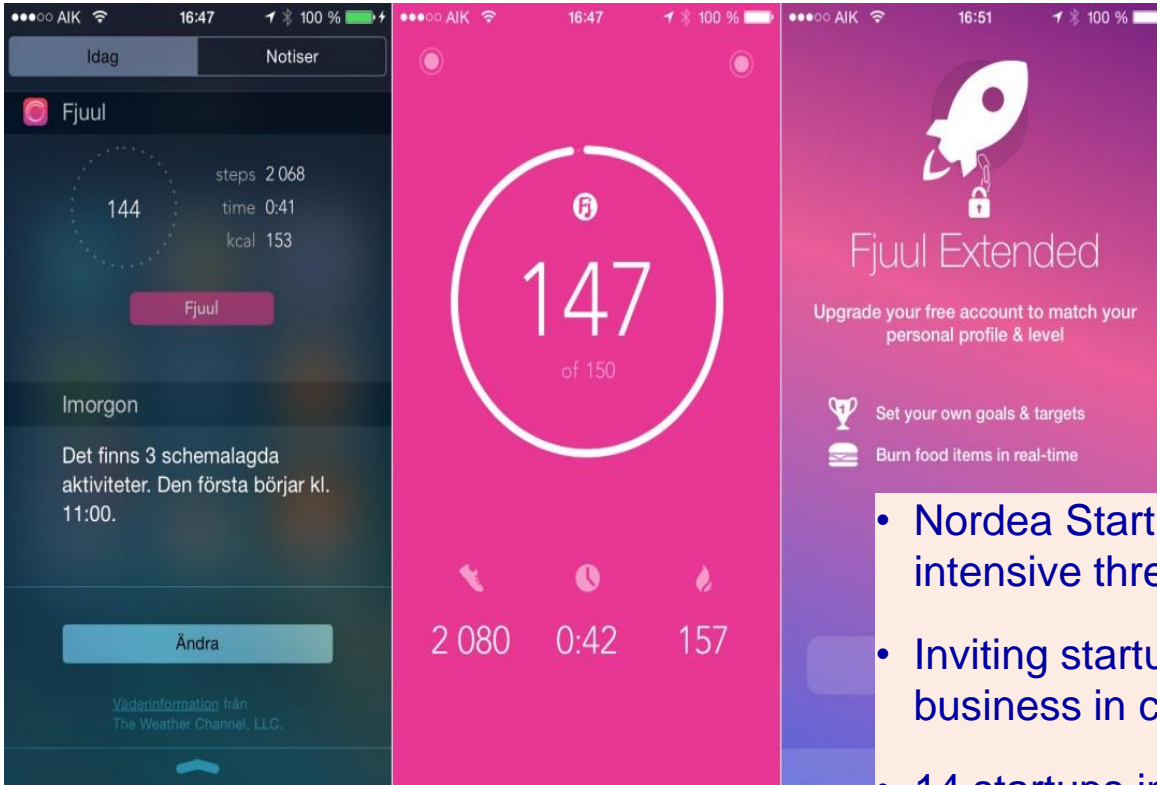 AIK 16:47 100 %
Idag Notiser
Fjuul
144
steps 2 068
time 0:41
kcal 153
Fjuul
Imorgon
Det finns 3 schemalagda
aktiviteter. Den första börjar kl.
11:00.
Ändra
Väderinformation från
The Weather Channel, LLC.
AIK 16:47 100 %
147
of 150
2 080 0:42 157
AIK 16:51 100 %
1
Fjuul Extended
Upgrade your free account to match your
personal profile & level
Set your own goals & targets
Burn food items in real-time
• Nordea Start
intensive thre
• Inviting startu
business in c
• 14 startups in